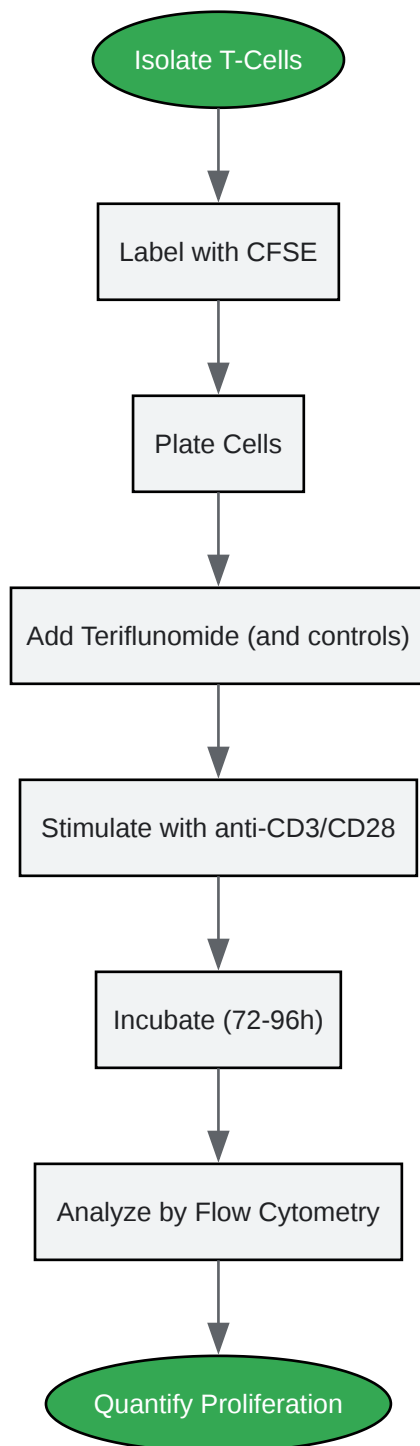 Isolate T-Cells
Label with CFSE
Plate Cells
Add Teriflunomide (and controls)
Stimulate with anti-CD3/CD28
Incubate (72-96h)
Analyze by Flow Cytometry
Quantify Proliferation